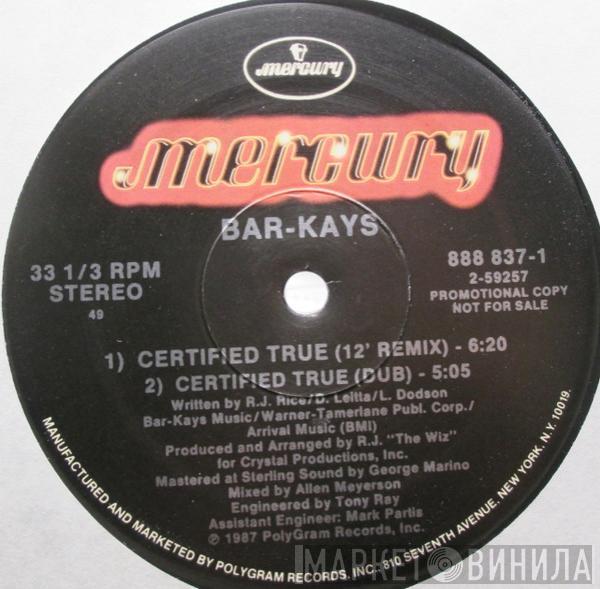 mercury
mercury
BAR-KAYS
33 1/3 RPM
STEREO
49
888 837-1
2-59257
PROMOTIONAL COPY
NOT FOR SALE
1) CERTIFIED TRUE (12' REMIX) - 6:20
2) CERTIFIED TRUE (DUB) - 5:05
Written by R.J. Rice/D. Leitta/L. Dodson
Bar-Kays Music/Warner-Tamerlane Publ. Corp./
Arrival Music (BMI)
Produced and Arranged by R.J. "The Wiz"
for Crystal Productions, Inc.
Mastered at Sterling Sound by George Marino
Mixed by Allen Meyerson
Engineered by Tony Ray
Assistant Engineer: Mark Partis
℗ 1987 PolyGram Records, Inc.
MANUFACTURED AND MARKETED BY POLYGRAM RECORDS, INC., 810 SEVENTH AVENUE, NEW YORK, N.Y. 10019.
МАРКЕТ ВИНИЛА